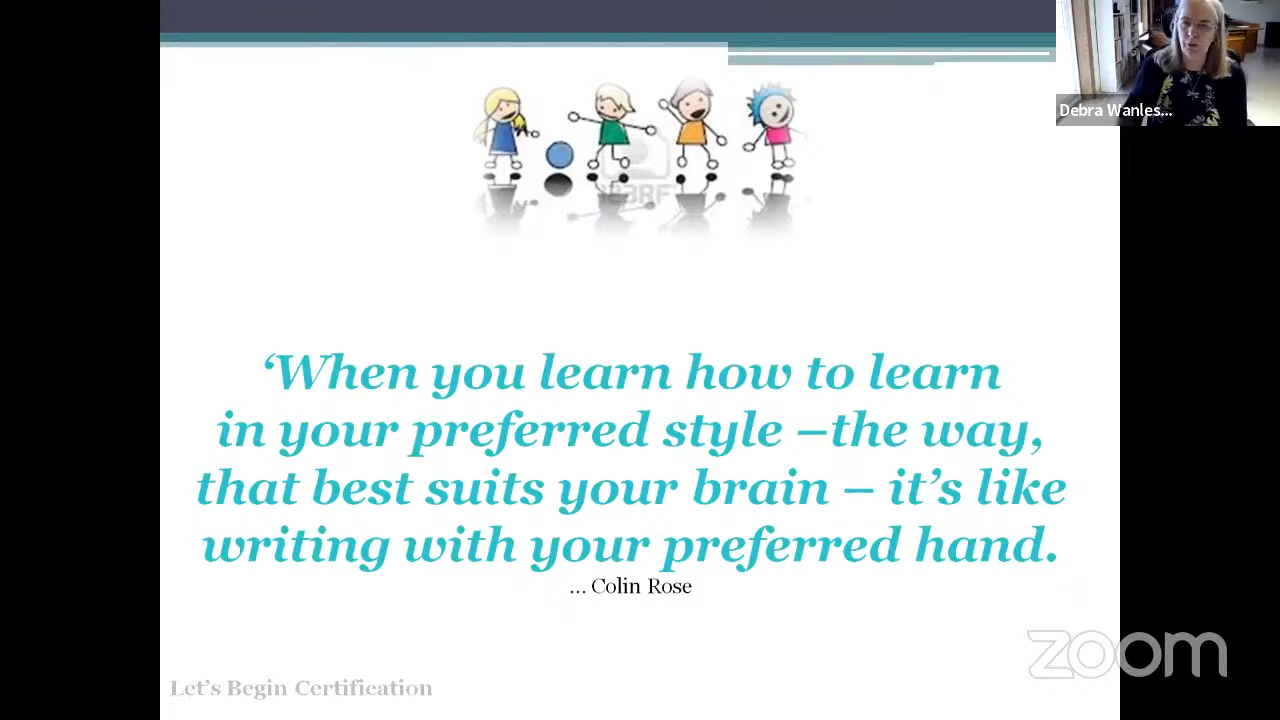 Debra Wanles...
123RF
‘When you learn how to learn
in your preferred style –the way,
that best suits your brain – it’s like
writing with your preferred hand.
... Colin Rose
zoom
Let’s Begin Certification